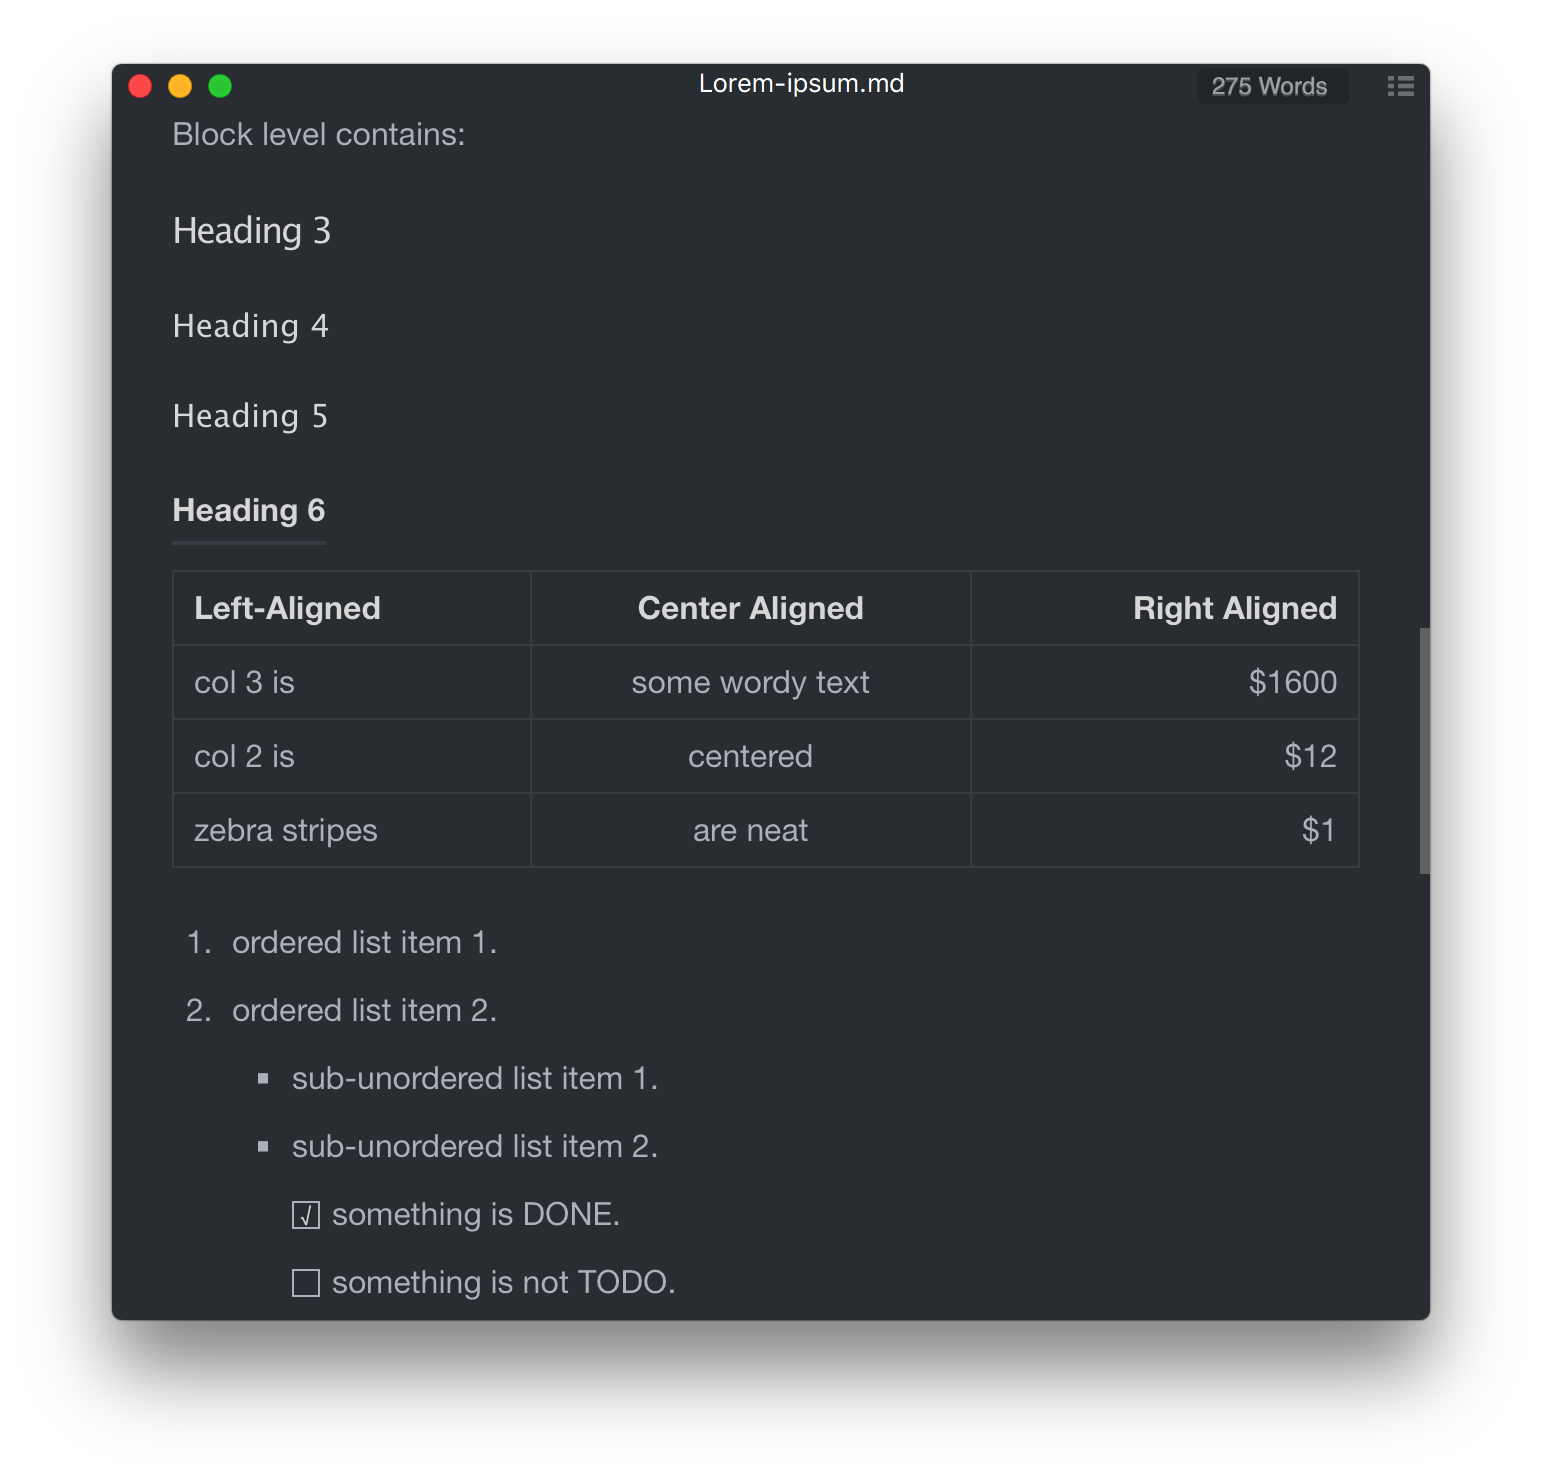 Lorem-ipsum.md
275 Words
Block level contains:
Heading 3
Heading 4
Heading 5
Heading 6
Left-Aligned Center Aligned Right Aligned
col 3 is some wordy text $1600
col 2 is centered $12
zebra stripes are neat $1
1. ordered list item 1.
2. ordered list item 2.
▪ sub-unordered list item 1.
▪ sub-unordered list item 2.
√ something is DONE.
something is not TODO.